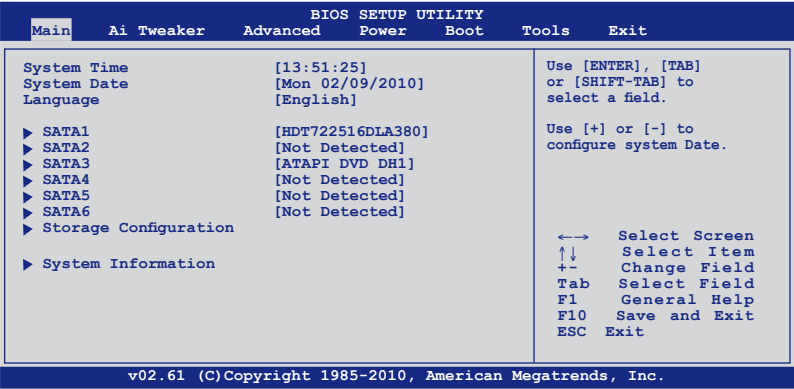 BIOS SETUP UTILITY
Main Ai Tweaker Advanced Power Boot Tools Exit
System Time [13:51:25]
System Date [Mon 02/09/2010]
Language [English]
▶ SATA1 [HDT722516DLA380]
▶ SATA2 [Not Detected]
▶ SATA3 [ATAPI DVD DH1]
▶ SATA4 [Not Detected]
▶ SATA5 [Not Detected]
▶ SATA6 [Not Detected]
▶ Storage Configuration
▶ System Information
Use [ENTER], [TAB]
or [SHIFT-TAB] to
select a field.
Use [+] or [-] to
configure system Date.
←→ Select Screen
↑↓ Select Item
+- Change Field
Tab Select Field
F1 General Help
F10 Save and Exit
ESC Exit
v02.61 (C)Copyright 1985-2010, American Megatrends, Inc.